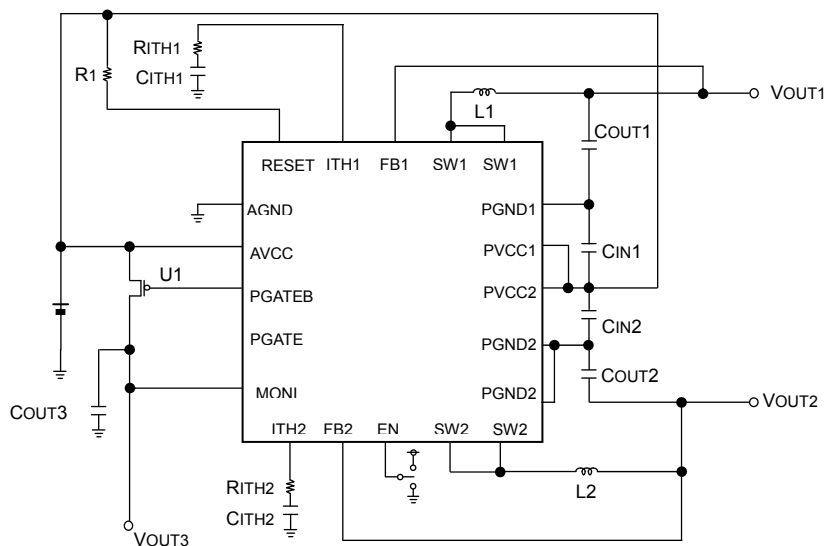 RITH1
R1
CITH1
VOUT1
L1
COUT1
RESET ITH1 FB1 SW1 SW1
AGND
PGND1
AVCC
PVCC1
CIN1
U1
PGATEB
PVCC2
CIN2
PGATE
PGND2
COUT2
MONI
PGND2
VOUT2
COUT3
ITH2 FB2 EN SW2 SW2
RITH2
L2
CITH2
VOUT3